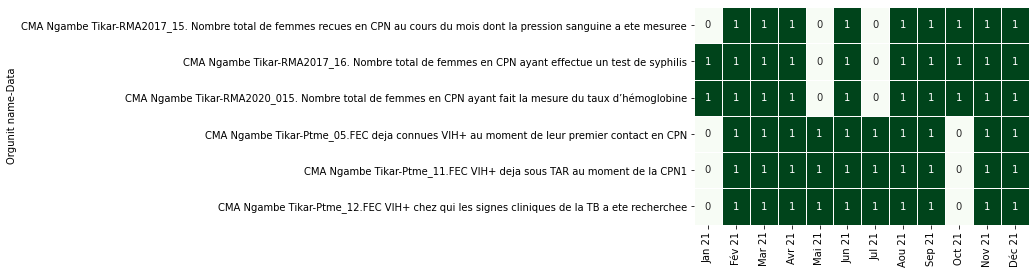 Orgunit name-Data
CMA Ngambe Tikar-RMA2017_15. Nombre total de femmes recues en CPN au cours du mois dont la pression sanguine a ete mesuree 0 1 1 1 0 1 0 1 1 1 1 1
CMA Ngambe Tikar-RMA2017_16. Nombre total de femmes en CPN ayant effectue un test de syphilis 1 1 1 1 0 1 0 1 1 1 1 1
CMA Ngambe Tikar-RMA2020_015. Nombre total de femmes en CPN ayant fait la mesure du taux d’hémoglobine 1 1 1 1 0 1 0 1 1 1 1 1
CMA Ngambe Tikar-Ptme_05.FEC deja connues VIH+ au moment de leur premier contact en CPN 0 1 1 1 1 1 1 1 1 0 1 1
CMA Ngambe Tikar-Ptme_11.FEC VIH+ deja sous TAR au moment de la CPN1 0 1 1 1 1 1 1 1 1 0 1 1
CMA Ngambe Tikar-Ptme_12.FEC VIH+ chez qui les signes cliniques de la TB a ete recherchee 0 1 1 1 1 1 1 1 1 0 1 1
Jan 21 Fév 21 Mar 21 Avr 21 Mai 21 Jun 21 Jul 21 Aou 21 Sep 21 Oct 21 Nov 21 Déc 21